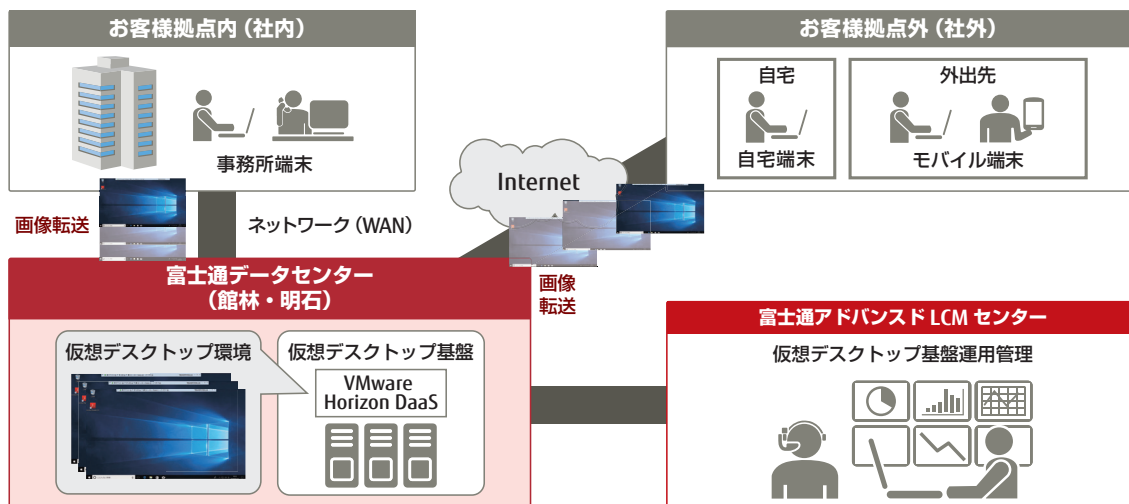 お客様拠点内（社内）
事務所端末
お客様拠点外（社外）
自宅
自宅端末
外出先
モバイル端末
Internet
画像転送
ネットワーク（WAN）
画像
転送
富士通データセンター
（館林・明石）
仮想デスクトップ環境
仮想デスクトップ基盤
VMware
Horizon DaaS
富士通アドバンスド LCM センター
仮想デスクトップ基盤運用管理